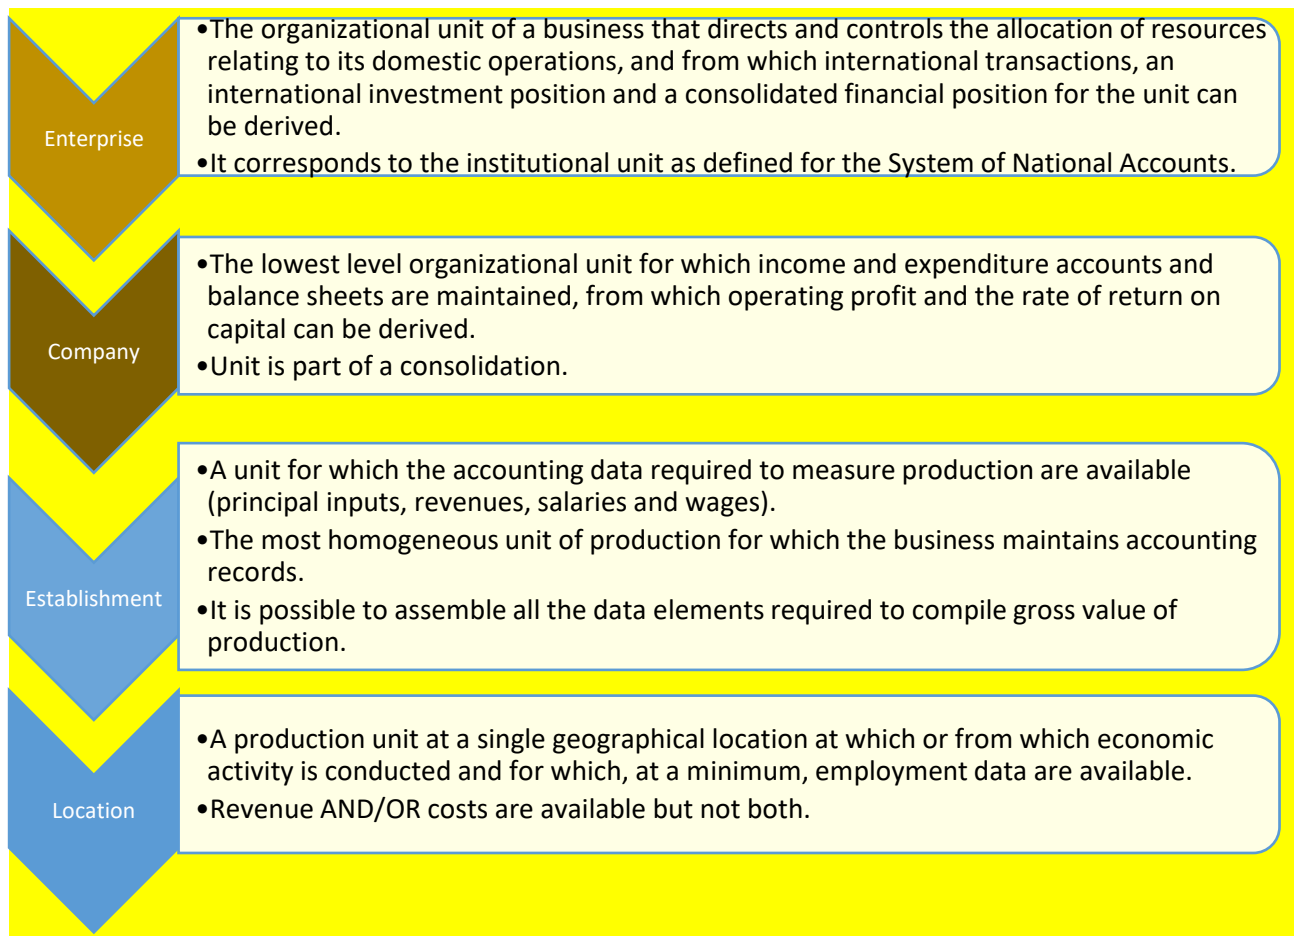 Enterprise
•The organizational unit of a business that directs and controls the allocation of resources
relating to its domestic operations, and from which international transactions, an
international investment position and a consolidated financial position for the unit can
be derived.
•It corresponds to the institutional unit as defined for the System of National Accounts.
Company
•The lowest level organizational unit for which income and expenditure accounts and
balance sheets are maintained, from which operating profit and the rate of return on
capital can be derived.
•Unit is part of a consolidation.
Establishment
•A unit for which the accounting data required to measure production are available
(principal inputs, revenues, salaries and wages).
•The most homogeneous unit of production for which the business maintains accounting
records.
•It is possible to assemble all the data elements required to compile gross value of
production.
Location
•A production unit at a single geographical location at which or from which economic
activity is conducted and for which, at a minimum, employment data are available.
•Revenue AND/OR costs are available but not both.